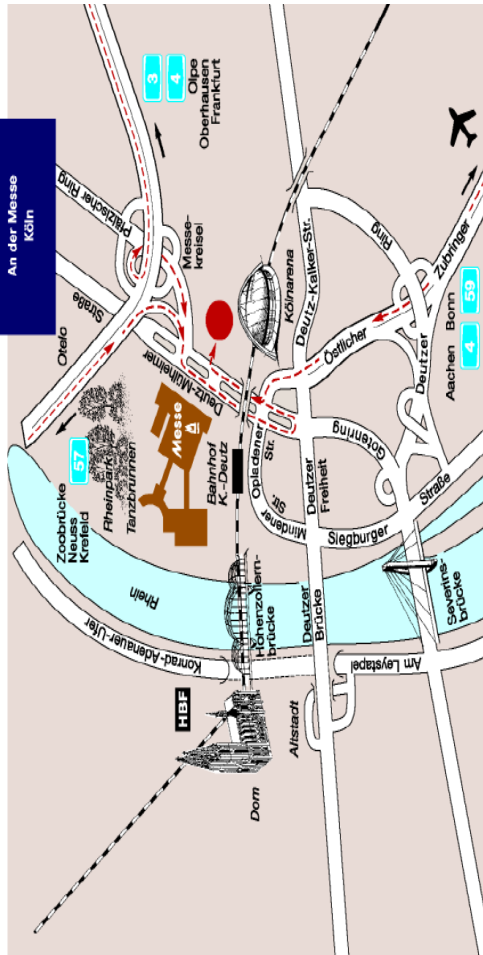 An der Messe
Köln
Zoobrücke
Neuss
Krefeld
57
Rheinpark
Tanzbrunnen
Otelo
Straße
Pfälzischer Ring
Messe-
kreisel
3
4
Olpe
Oberhausen
Frankfurt
Konrad-Adenauer-Ufer
Rhein
Messe
Deutz-Mülheimer
HBF
Dom
Hohenzollern-
brücke
Bahnhof
K.-Deutz
Kölnarena
Opladener
Str.
Mindener
Str.
Altstadt
Deutzer
Brücke
Deutzer
Freiheit
Deutz-Kalker-Str.
Siegburger
Straße
Gotenring
Östlicher
Zubringer
Deutzer
Ring
Am Leystapel
Severins-
brücke
Aachen
Bonn
4
59